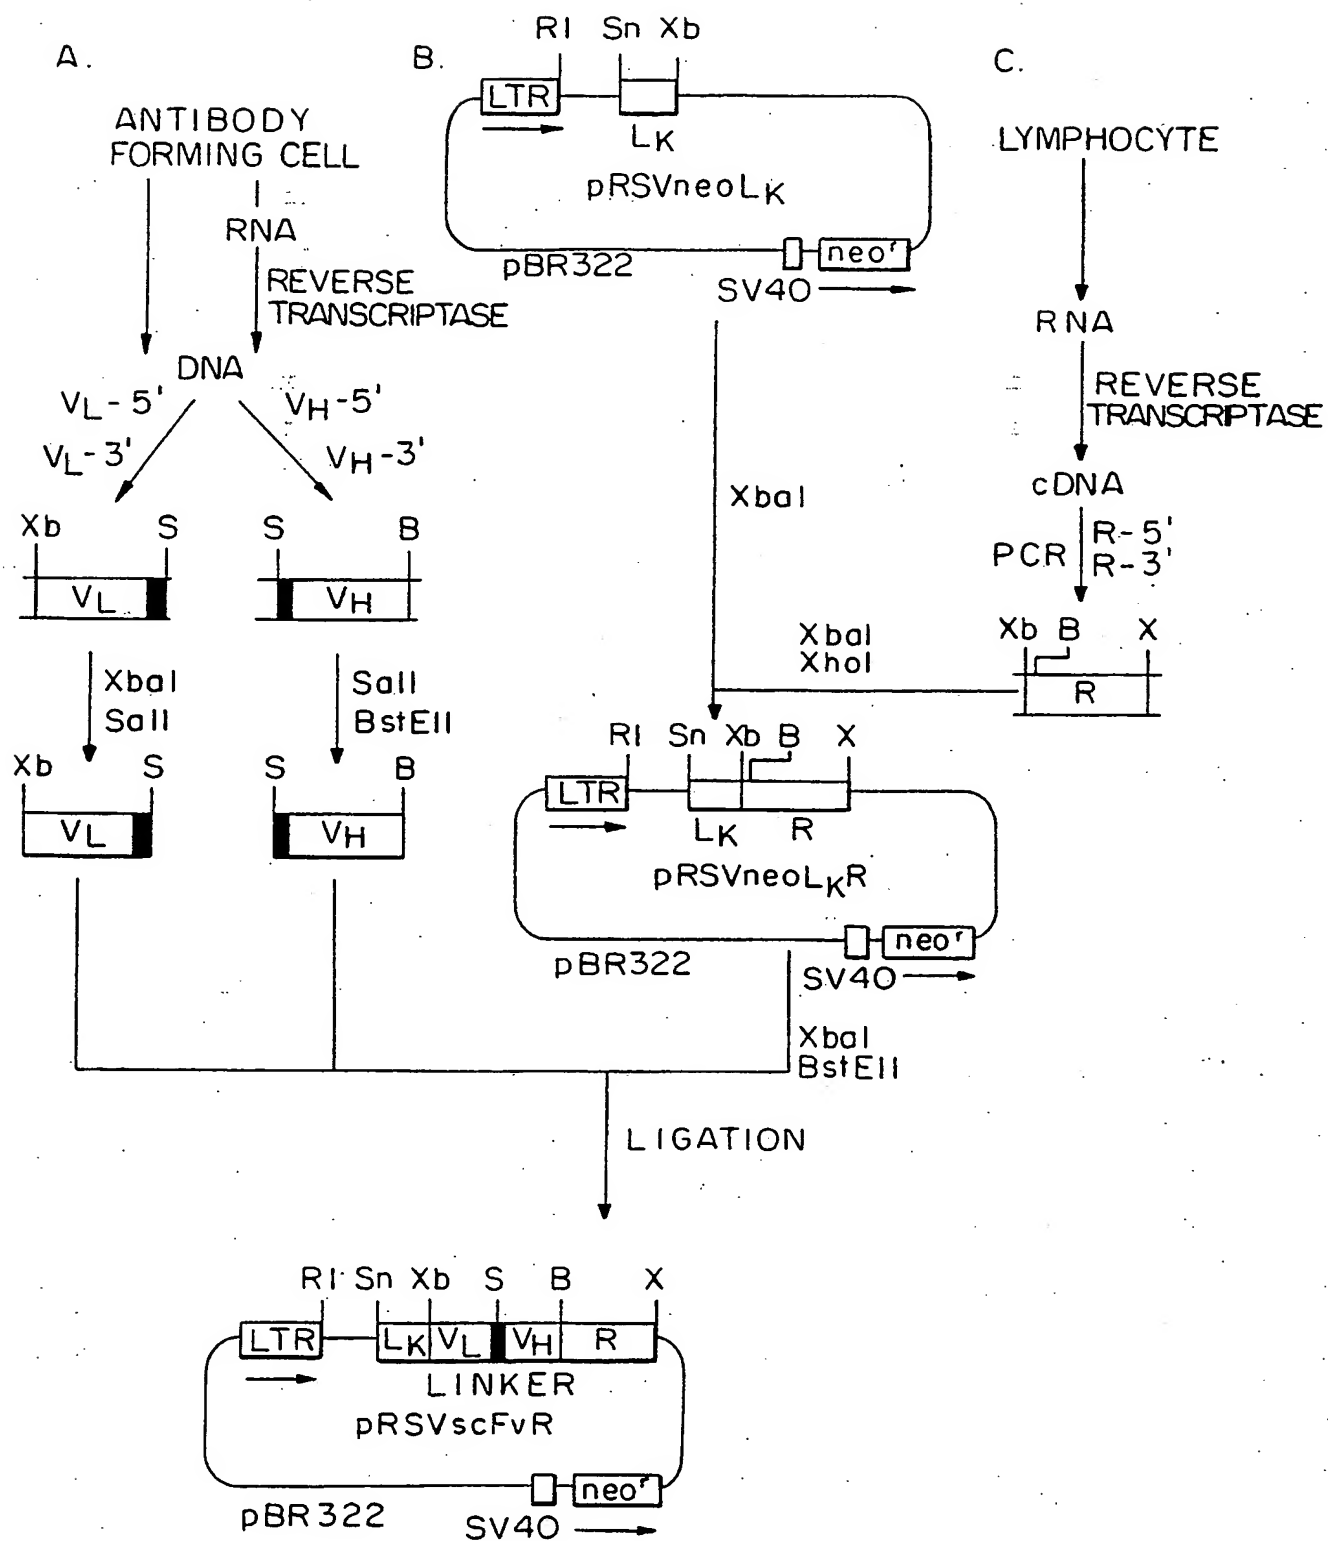 A.
ANTIBODY
FORMING CELL
RNA
REVERSE
TRANSCRIPTASE
DNA
VL-5'
VL-3'
VH-5'
VH-3'
Xb S
VL
S B
VH
XbaI
SalI
SalI
BstEII
Xb S
VL
S B
VH
B.
RI Sn Xb
LTR
LK
pRSVneoLK
pBR322
neor
SV40
XbaI
C.
LYMPHOCYTE
RNA
REVERSE
TRANSCRIPTASE
cDNA
PCR
R-5'
R-3'
Xb B X
R
XbaI
XhoI
RI Sn Xb B X
LTR
LK R
pRSVneoLKR
pBR322
neor
SV40
XbaI
BstEII
LIGATION
RI Sn Xb S B X
LTR LK VL VH R
LINKER
pRSVscFvR
pBR322
neor
SV40